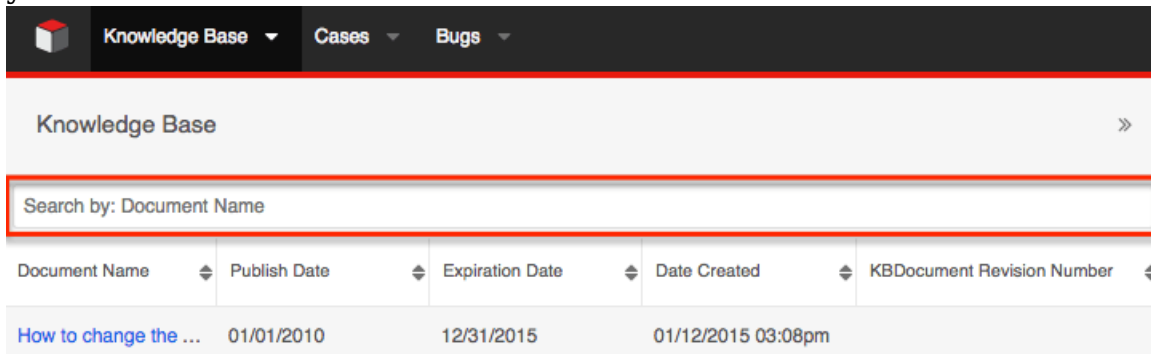 Knowledge Base Cases Bugs
Knowledge Base »
Search by: Document Name
Document Name Publish Date Expiration Date Date Created KBDocument Revision Number
How to change the ... 01/01/2010 12/31/2015 01/12/2015 03:08pm